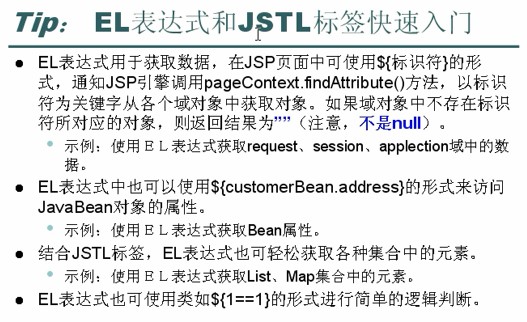 Tip: EL表达式和JSTL标签快速入门
EL表达式用于获取数据，在JSP页面中可使用${标识符}的形
式，通知JSP引擎调用pageContext.findAttribute()方法，以标识
符为关键字从各个域对象中获取对象。如果域对象中不存在标识
符所对应的对象，则返回结果为””（注意，不是null）。
示例：使用ＥＬ表达式获取request、session、applection域中的数
据。
EL表达式中也可以使用${customerBean.address}的形式来访问
JavaBean对象的属性。
示例：使用ＥＬ表达式获取Bean属性。
结合JSTL标签，EL表达式也可轻松获取各种集合中的元素。
示例：使用ＥＬ表达式获取List、Map集合中的元素。
EL表达式也可使用类如${1==1}的形式进行简单的逻辑判断。